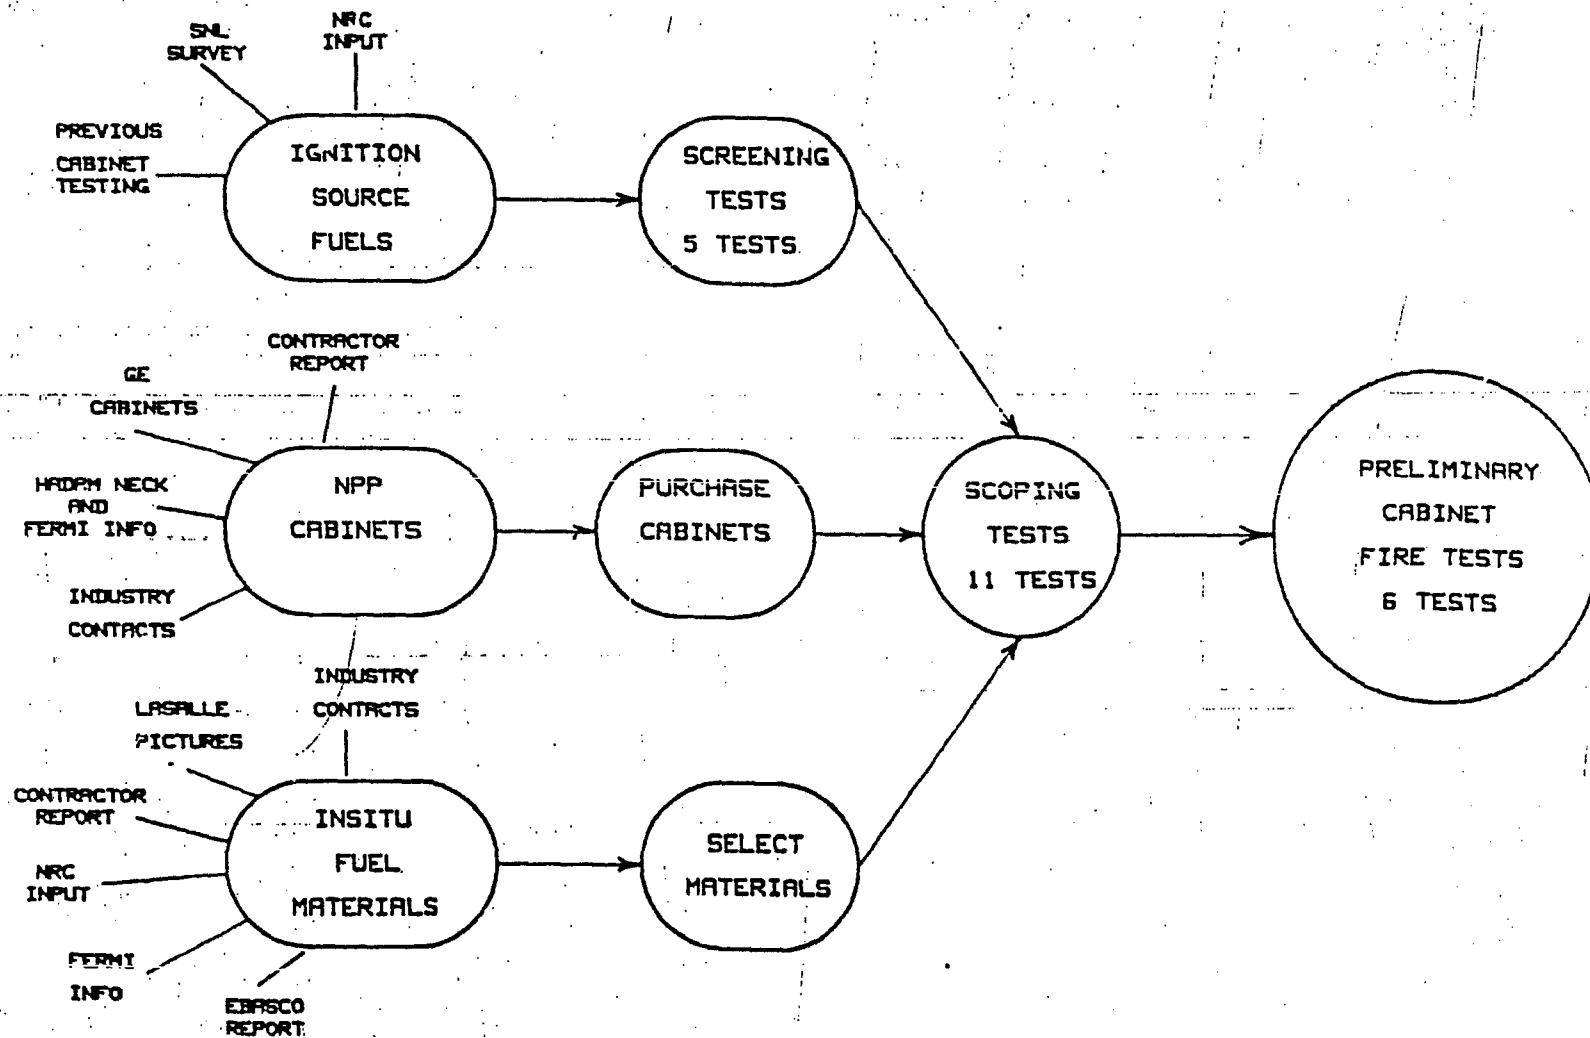 SNL
SURVEY
NRC
INPUT
PREVIOUS
CABINET
TESTING
IGNITION
SOURCE
FUELS
SCREENING
TESTS
5 TESTS
CONTRACTOR
REPORT
GE
CABINETS
HADAM NECK
AND
FERMI INFO
INDUSTRY
CONTACTS
NPP
CABINETS
PURCHASE
CABINETS
SCOPING
TESTS
11 TESTS
PRELIMINARY
CABINET
FIRE TESTS
6 TESTS
INDUSTRY
CONTACTS
LASALLE
PICTURES
CONTRACTOR
REPORT
NRC
INPUT
FERMI
INFO
EBASCO
REPORT
INSITU
FUEL
MATERIALS
SELECT
MATERIALS